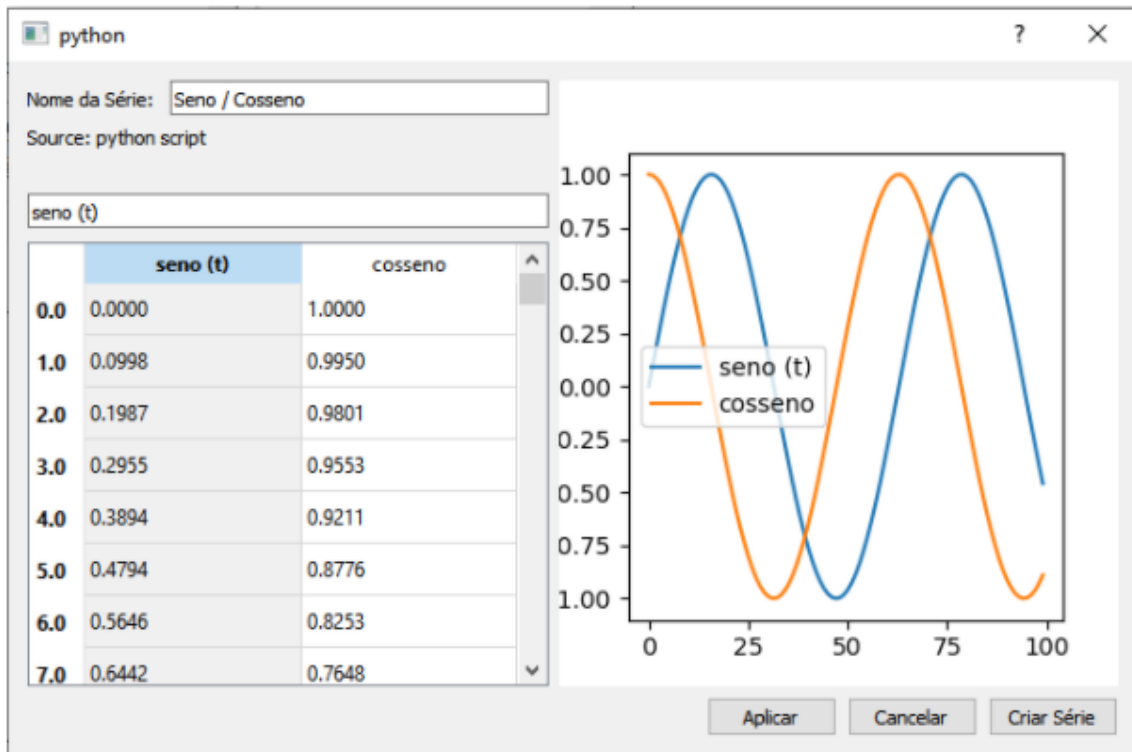 python ?
Nome da Série: Seno / Cosseno
Source: python script
seno (t)
seno (t) cosseno
0.0 0.0000 1.0000
1.0 0.0998 0.9950
2.0 0.1987 0.9801
3.0 0.2955 0.9553
4.0 0.3894 0.9211
5.0 0.4794 0.8776
6.0 0.5646 0.8253
7.0 0.6442 0.7648
1.00
0.75
0.50
0.25
0.00
0.25
0.50
0.75
1.00
seno (t)
cosseno
0 25 50 75 100
Aplicar Cancelar Criar Série